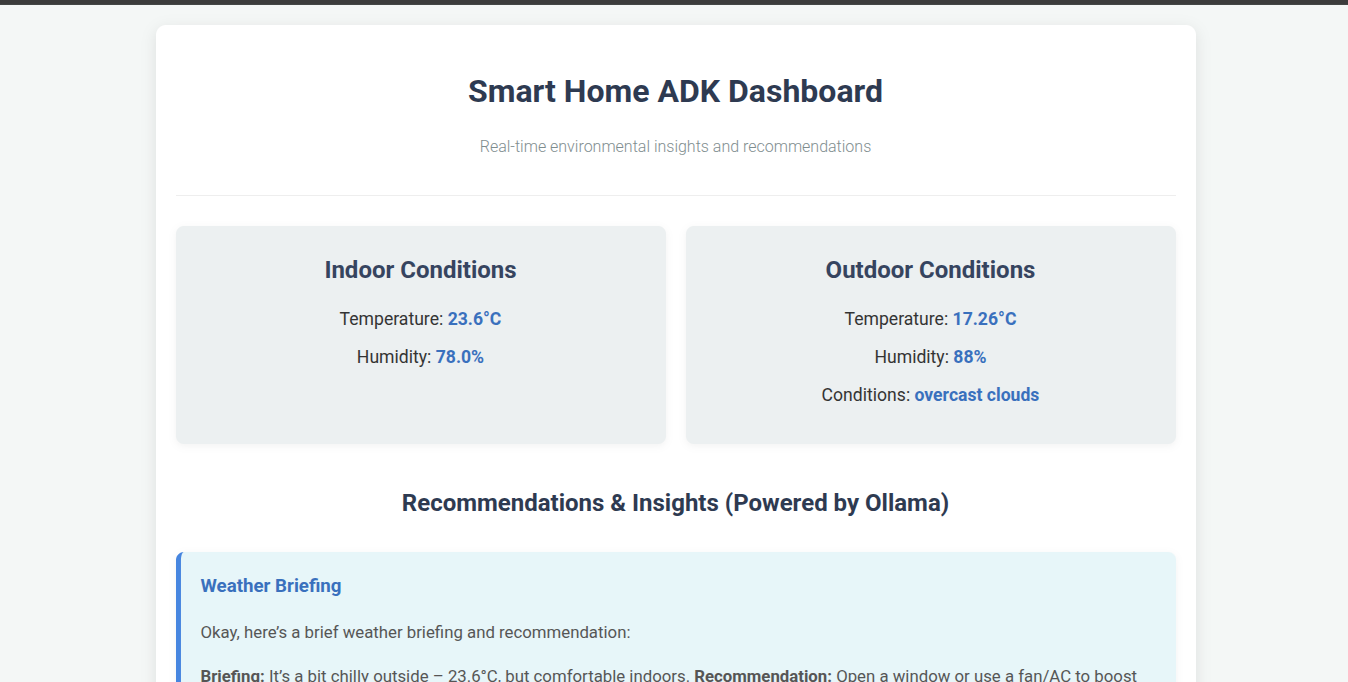 Smart Home ADK Dashboard
Real-time environmental insights and recommendations
Indoor Conditions
Temperature: 23.6°C
Humidity: 78.0%
Outdoor Conditions
Temperature: 17.26°C
Humidity: 88%
Conditions: overcast clouds
Recommendations & Insights (Powered by Ollama)
Weather Briefing
Okay, here's a brief weather briefing and recommendation:
Briefing: It's a bit chilly outside – 23.6°C, but comfortable indoors. Recommendation: Open a window or use a fan/AC to boost